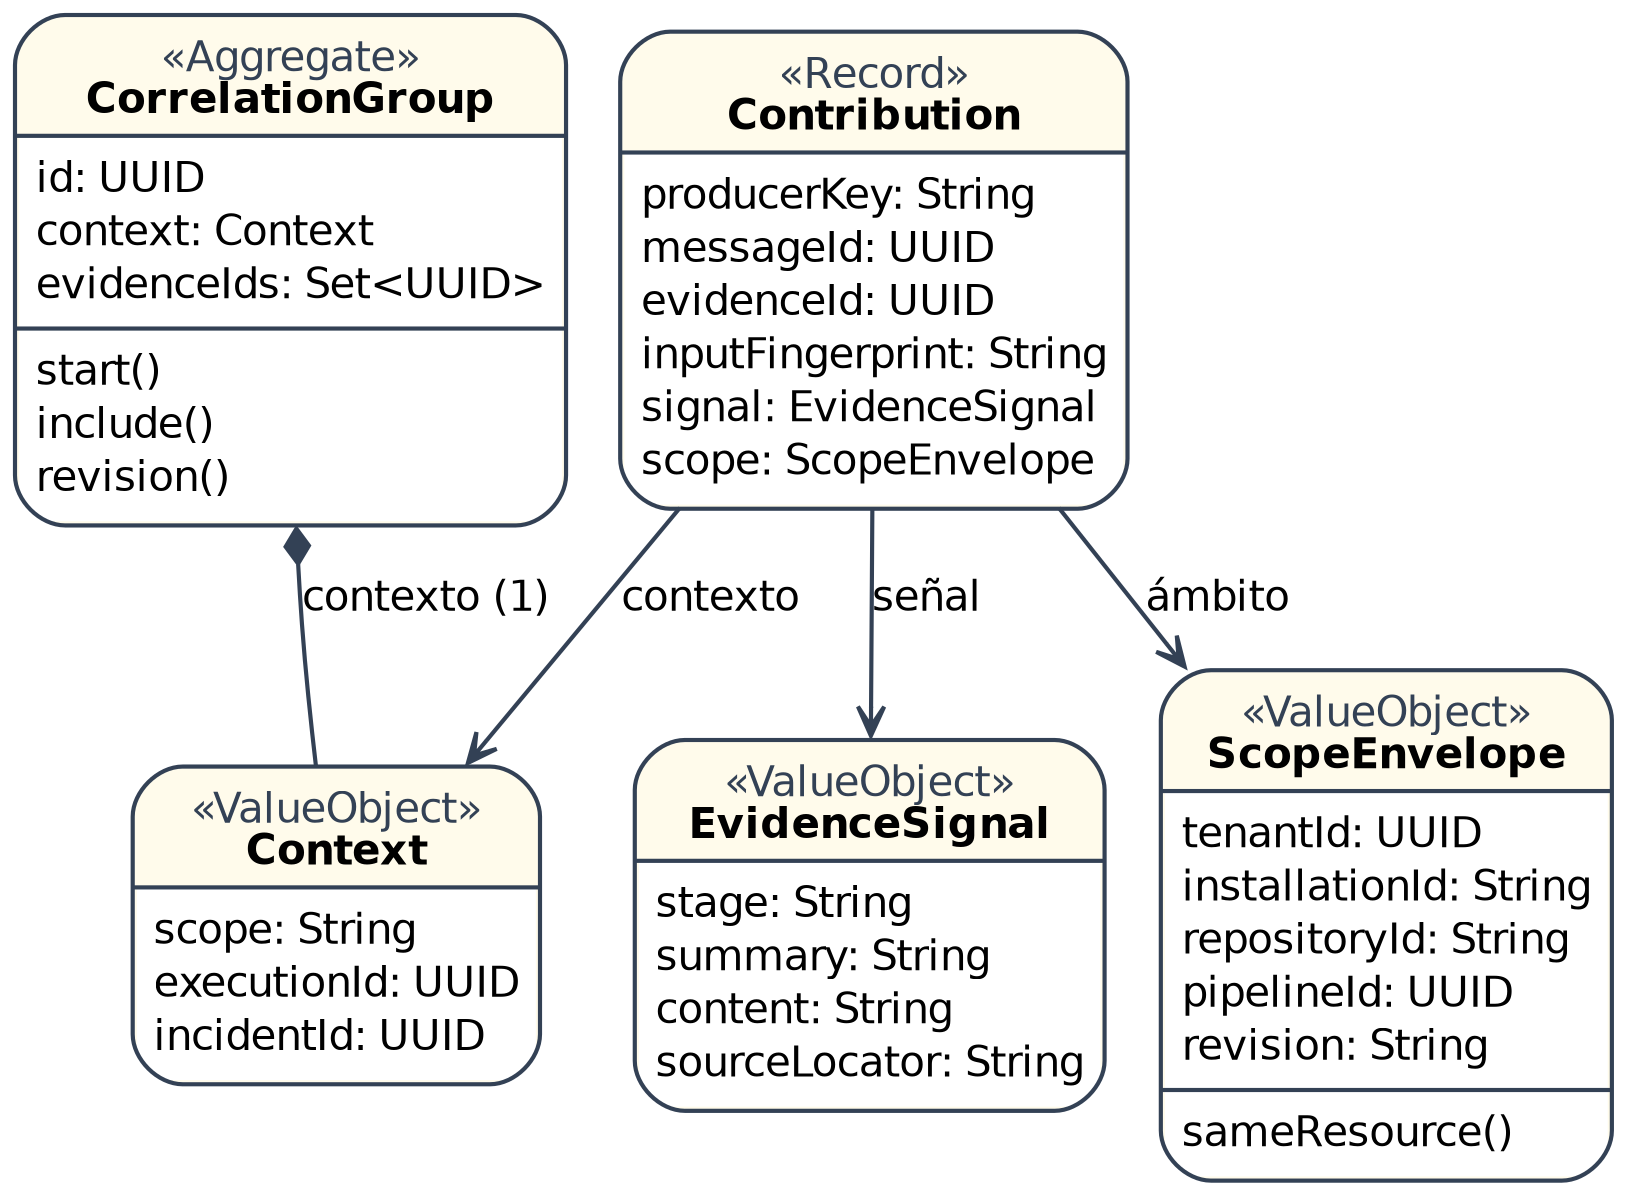 «Aggregate»
CorrelationGroup
id: UUID
context: Context
evidenceIds: Set<UUID>
start()
include()
revision()
«Record»
Contribution
producerKey: String
messageId: UUID
evidenceId: UUID
inputFingerprint: String
signal: EvidenceSignal
scope: ScopeEnvelope
contexto (1)
contexto
señal
ámbito
«ValueObject»
Context
scope: String
executionId: UUID
incidentId: UUID
«ValueObject»
EvidenceSignal
stage: String
summary: String
content: String
sourceLocator: String
«ValueObject»
ScopeEnvelope
tenantId: UUID
installationId: String
repositoryId: String
pipelineId: UUID
revision: String
sameResource()